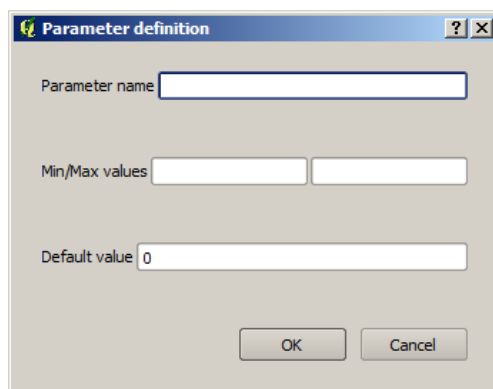 Parameter definition
Parameter name
Min/Max values
Default value 0
OK Cancel